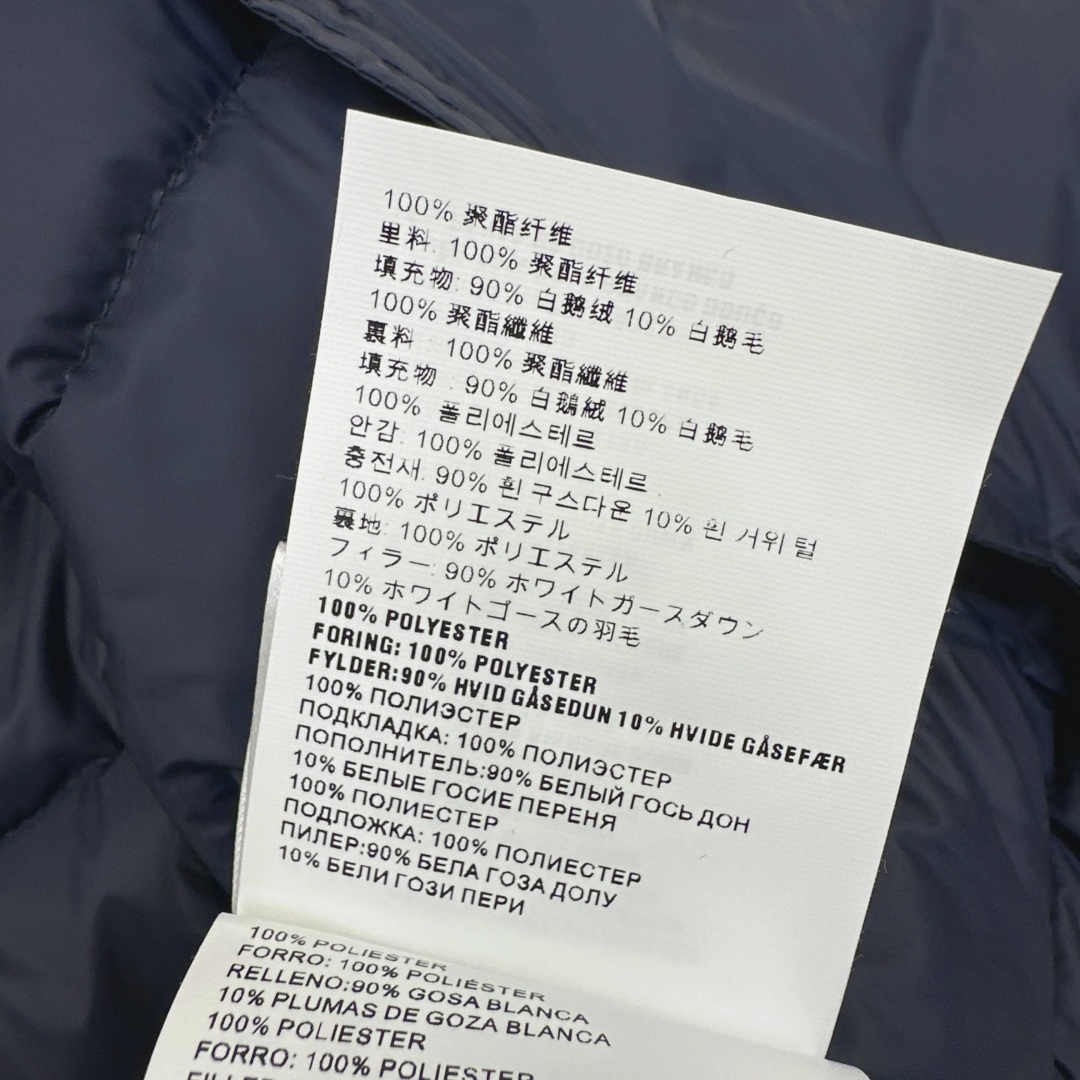 100% 聚酯纤维
里料: 100% 聚酯纤维
填充物: 90% 白鹅绒 10% 白鹅毛
100% 聚酯纖維
裏料 : 100% 聚酯纖維
填充物 : 90% 白鵝絨 10% 白鵝毛
100% 폴리에스테르
안감: 100% 폴리에스테르
충전재: 90% 흰 구스다운 10% 흰 거위 털
100% ポリエステル
裏地: 100% ポリエステル
フィラー: 90% ホワイトガースダウン
10% ホワイトゴースの羽毛
100% POLYESTER
FORING: 100% POLYESTER
FYLDER:90% HVID GÅSEDUN 10% HVIDE GÅSEFÆR
100% ПОЛИЭСТЕР
ПОДКЛАДКА: 100% ПОЛИЭСТЕР
ПОПОЛНИТЕЛЬ:90% БЕЛЫЙ ГОСЬ ДОН
10% БЕЛЫЕ ГОСИЕ ПЕРЕНЯ
100% ПОЛИЕСТЕР
ПОДЛОЖКА: 100% ПОЛИЕСТЕР
ПИЛЕР:90% БЕЛА ГОЗА ДОЛУ
10% БЕЛИ ГОЗИ ПЕРИ
100% POLIESTER
FORRO: 100% POLIÉSTER
RELLENO:90% GOSA BLANCA
10% PLUMAS DE GOZA BLANCA
100% POLIESTER
FORRO: 100% POLIESTER